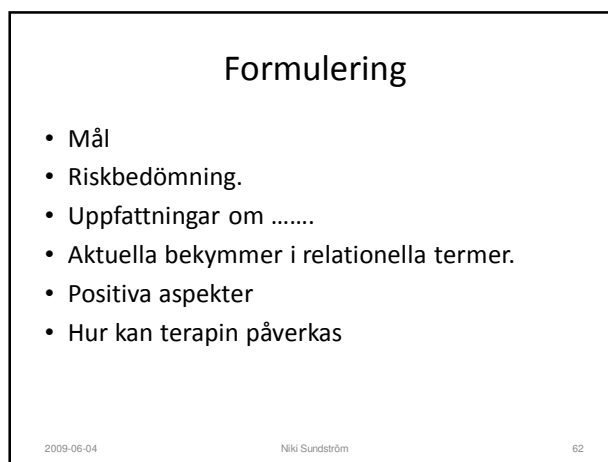 Formulering
• Mål
• Riskbedömning.
• Uppfattningar om …….
• Aktuella bekymmer i relationella termer.
• Positiva aspekter
• Hur kan terapin påverkas
2009-06-04 Niki Sundström 62